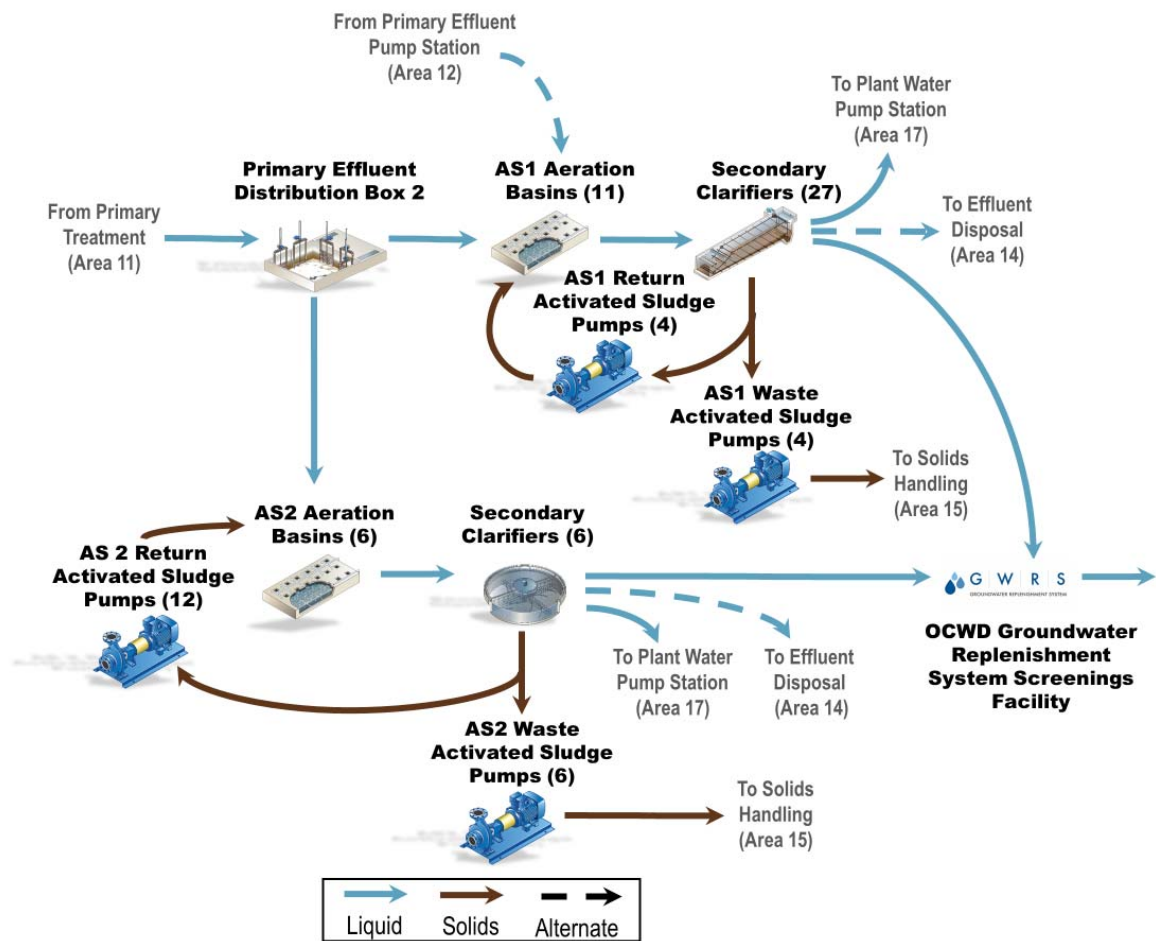 From Primary Effluent
Pump Station
(Area 12)
To Plant Water
Pump Station
(Area 17)
Primary Effluent
Distribution Box 2
AS1 Aeration
Basins (11)
Secondary
Clarifiers (27)
From Primary
Treatment
(Area 11)
To Effluent
Disposal
(Area 14)
AS1 Return
Activated Sludge
Pumps (4)
AS1 Waste
Activated Sludge
Pumps (4)
To Solids
Handling
(Area 15)
AS2 Aeration
Basins (6)
Secondary
Clarifiers (6)
AS 2 Return
Activated Sludge
Pumps (12)
G W R S
GROUNDWATER REPLENISHMENT SYSTEM
OCWD Groundwater
Replenishment
System Screenings
Facility
To Plant Water
Pump Station
(Area 17)
To Effluent
Disposal
(Area 14)
AS2 Waste
Activated Sludge
Pumps (6)
To Solids
Handling
(Area 15)
Liquid Solids Alternate